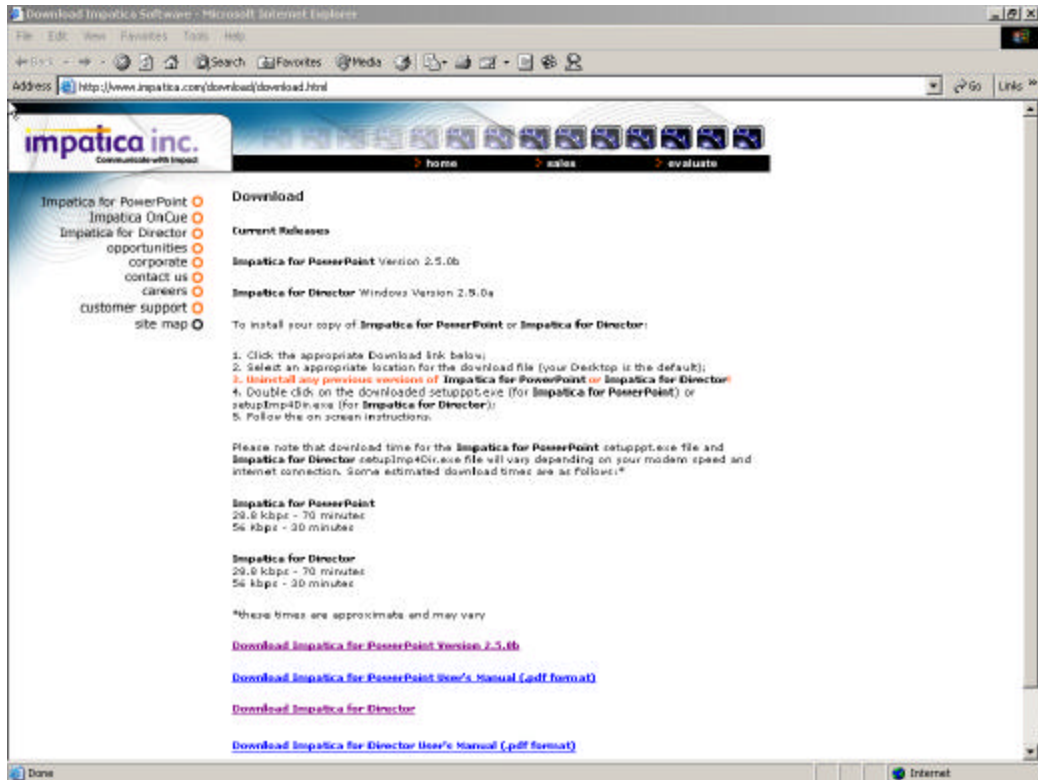 Download Impatica Software - Microsoft Internet Explorer
File Edit View Favorites Tools Help
Back Search Favorites Media
Address http://www.impatica.com/download/download.html Go Links »
impatica inc.
Communicate with Impact
home sales evaluate
Impatica for PowerPoint
Impatica OnCue
Impatica for Director
opportunities
corporate
contact us
careers
customer support
site map
Download
Current Releases
Impatica for PowerPoint Version 2.5.0b
Impatica for Director Windows Version 2.5.0a
To install your copy of Impatica for PowerPoint or Impatica for Director:
1. Click the appropriate Download link below;
2. Select an appropriate location for the download file (your Desktop is the default);
3. Uninstall any previous versions of Impatica for PowerPoint or Impatica for Director!
4. Double click on the downloaded setuppt.exe (for Impatica for PowerPoint) or
setupImp4Dir.exe (for Impatica for Director);
5. Follow the on screen instructions.
Please note that download time for the Impatica for PowerPoint setuppt.exe file and
Impatica for Director setupImp4Dir.exe file will vary depending on your modem speed and
internet connection. Some estimated download times are as follows:*
Impatica for PowerPoint
28.8 kbps - 70 minutes
56 Kbps - 30 minutes
Impatica for Director
28.8 kbps - 70 minutes
56 kbps - 30 minutes
*these times are approximate and may vary
Download Impatica for PowerPoint Version 2.5.0b
Download Impatica for PowerPoint User's Manual (.pdf format)
Download Impatica for Director
Download Impatica for Director User's Manual (.pdf format)
Done Internet